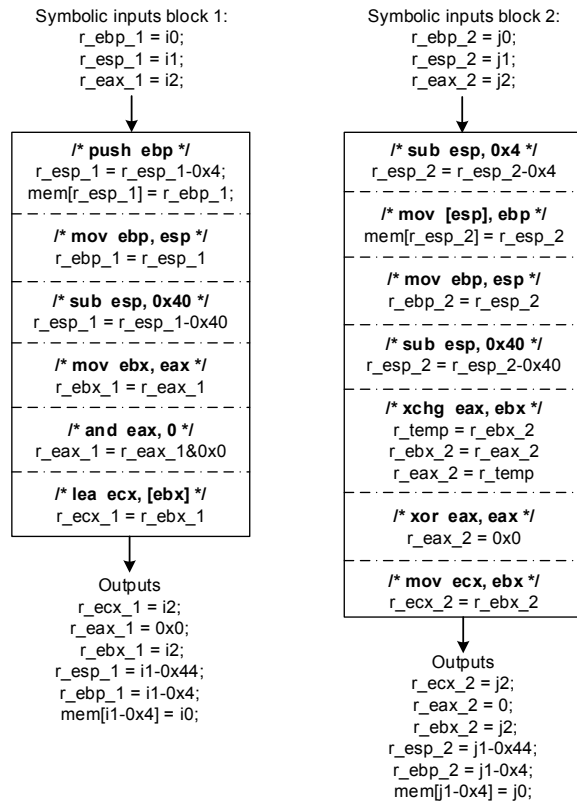 Symbolic inputs block 1:
r_ebp_1 = i0;
r_esp_1 = i1;
r_eax_1 = i2;
/* push ebp */
r_esp_1 = r_esp_1-0x4;
mem[r_esp_1] = r_ebp_1;
/* mov ebp, esp */
r_ebp_1 = r_esp_1
/* sub esp, 0x40 */
r_esp_1 = r_esp_1-0x40
/* mov ebx, eax */
r_ebx_1 = r_eax_1
/* and eax, 0 */
r_eax_1 = r_eax_1&0x0
/* lea ecx, [ebx] */
r_ecx_1 = r_ebx_1
Outputs
r_ecx_1 = i2;
r_eax_1 = 0x0;
r_ebx_1 = i2;
r_esp_1 = i1-0x44;
r_ebp_1 = i1-0x4;
mem[i1-0x4] = i0;
Symbolic inputs block 2:
r_ebp_2 = j0;
r_esp_2 = j1;
r_eax_2 = j2;
/* sub esp, 0x4 */
r_esp_2 = r_esp_2-0x4
/* mov [esp], ebp */
mem[r_esp_2] = r_esp_2
/* mov ebp, esp */
r_ebp_2 = r_esp_2
/* sub esp, 0x40 */
r_esp_2 = r_esp_2-0x40
/* xchg eax, ebx */
r_temp = r_ebx_2
r_ebx_2 = r_eax_2
r_eax_2 = r_temp
/* xor eax, eax */
r_eax_2 = 0x0
/* mov ecx, ebx */
r_ecx_2 = r_ebx_2
Outputs
r_ecx_2 = j2;
r_eax_2 = 0;
r_ebx_2 = j2;
r_esp_2 = j1-0x44;
r_ebp_2 = j1-0x4;
mem[j1-0x4] = j0;